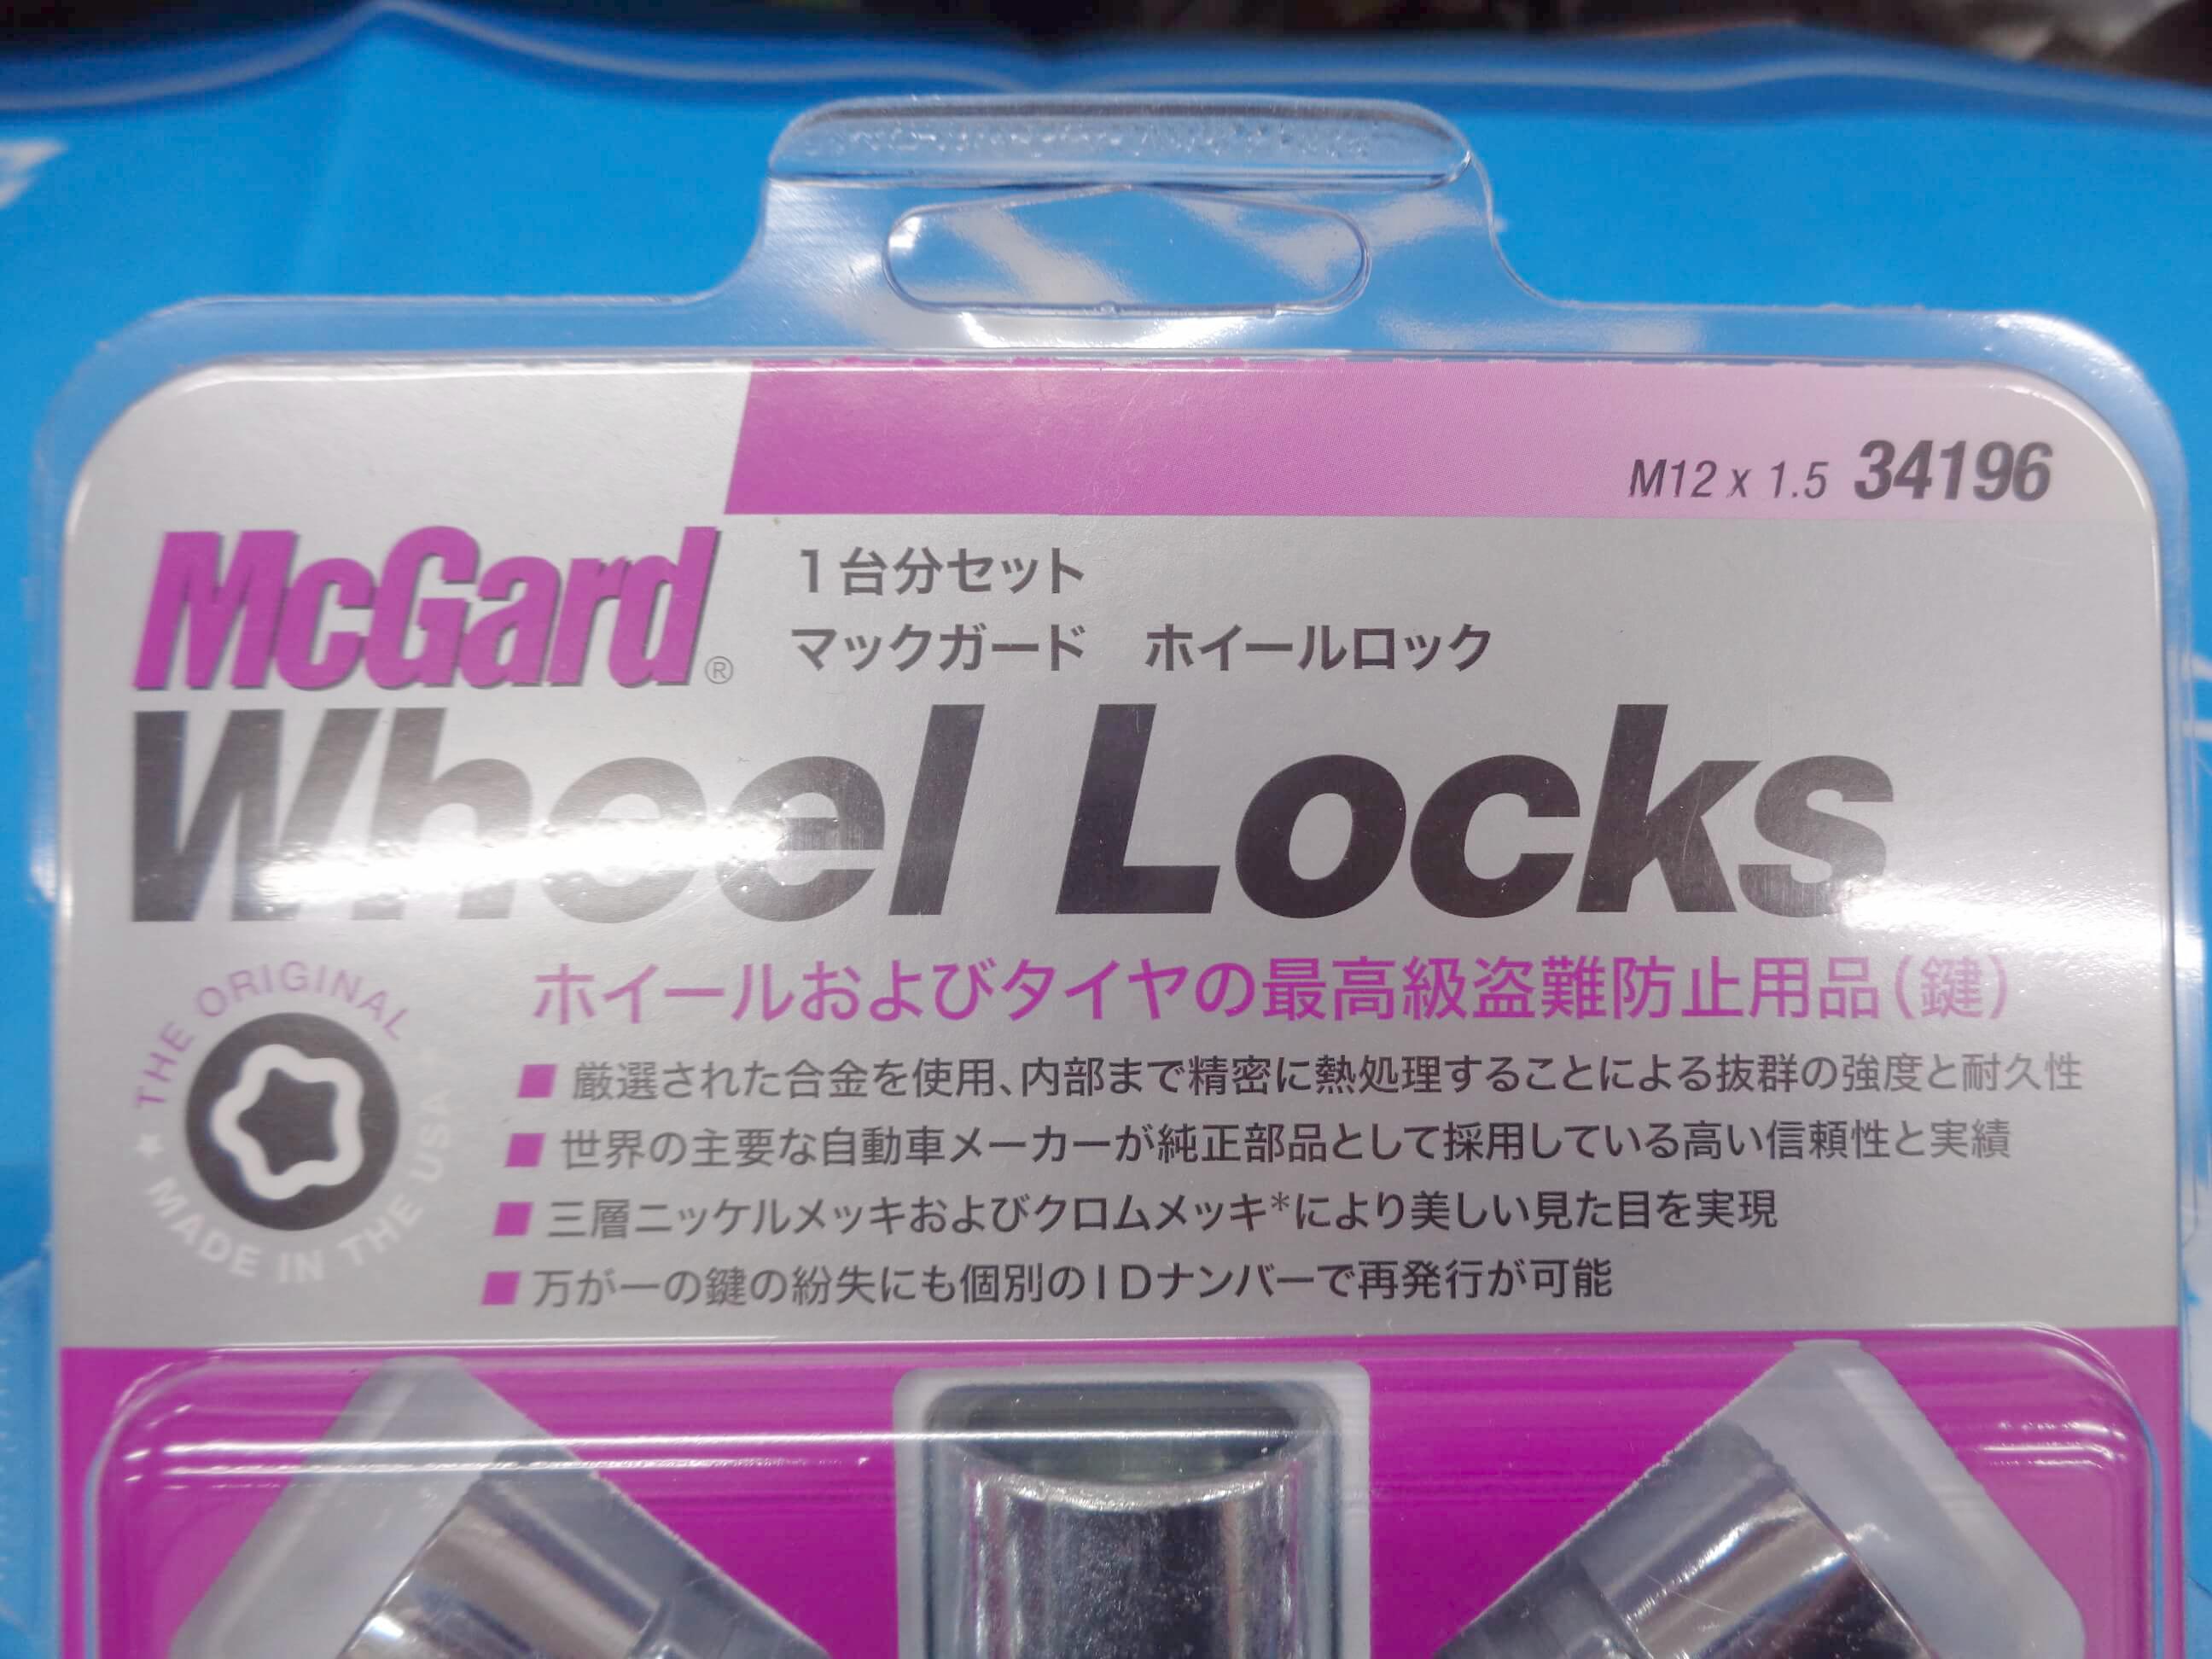 M12 x 1.5 34196
McGard®
1台分セット
マックガード ホイールロック
Wheel Locks
THE ORIGINAL
★ MADE IN THE USA
ホイールおよびタイヤの最高級盗難防止用品(鍵)
■ 厳選された合金を使用、内部まで精密に熱処理することによる抜群の強度と耐久性
■ 世界の主要な自動車メーカーが純正部品として採用している高い信頼性と実績
■ 三層ニッケルメッキおよびクロムメッキ*により美しい見た目を実現
■ 万が一の鍵の紛失にも個別のIDナンバーで再発行が可能